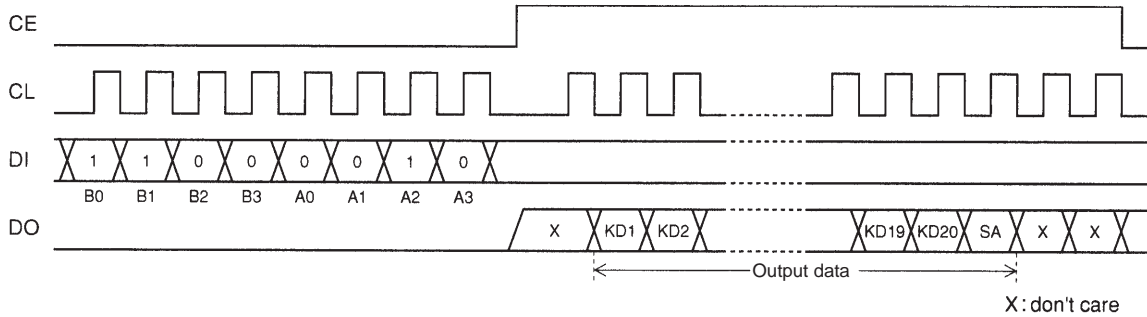 CE
CL
DI 1 1 0 0 0 0 1 0
B0 B1 B2 B3 A0 A1 A2 A3
DO X KD1 KD2 KD19 KD20 SA X X
Output data
X: don't care